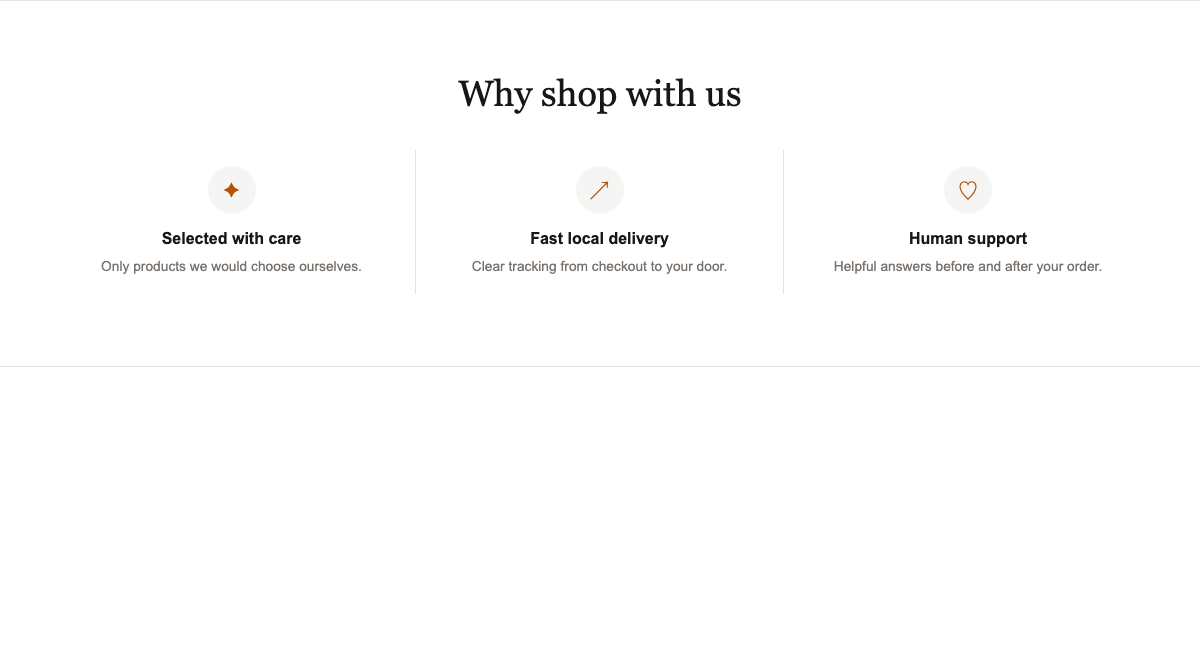 Why shop with us
Selected with care
Only products we would choose ourselves.
Fast local delivery
Clear tracking from checkout to your door.
Human support
Helpful answers before and after your order.